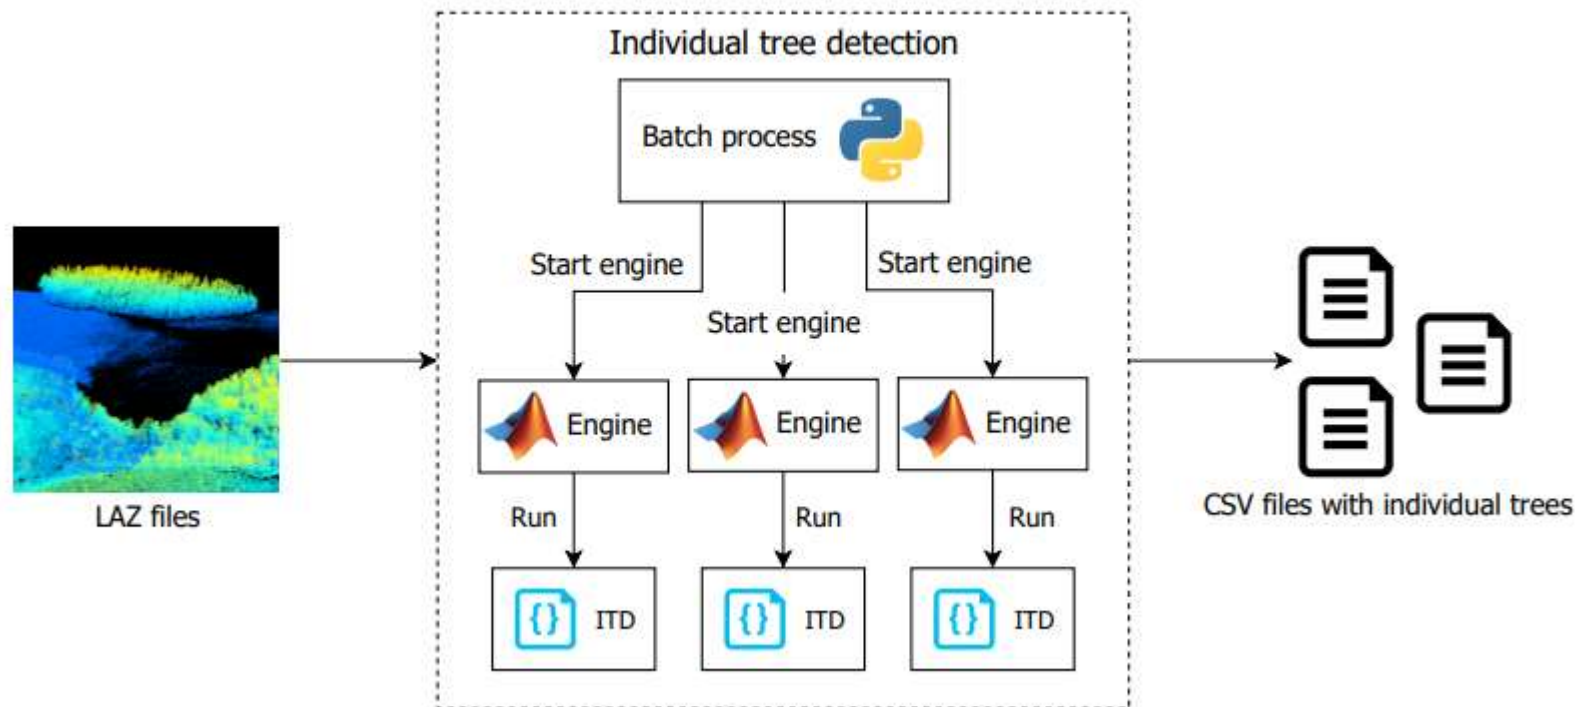 Individual tree detection
Batch process
Start engine
Start engine
Start engine
Engine
Engine
Engine
LAZ files
Run
Run
Run
CSV files with individual trees
{} ITD
{} ITD
{} ITD